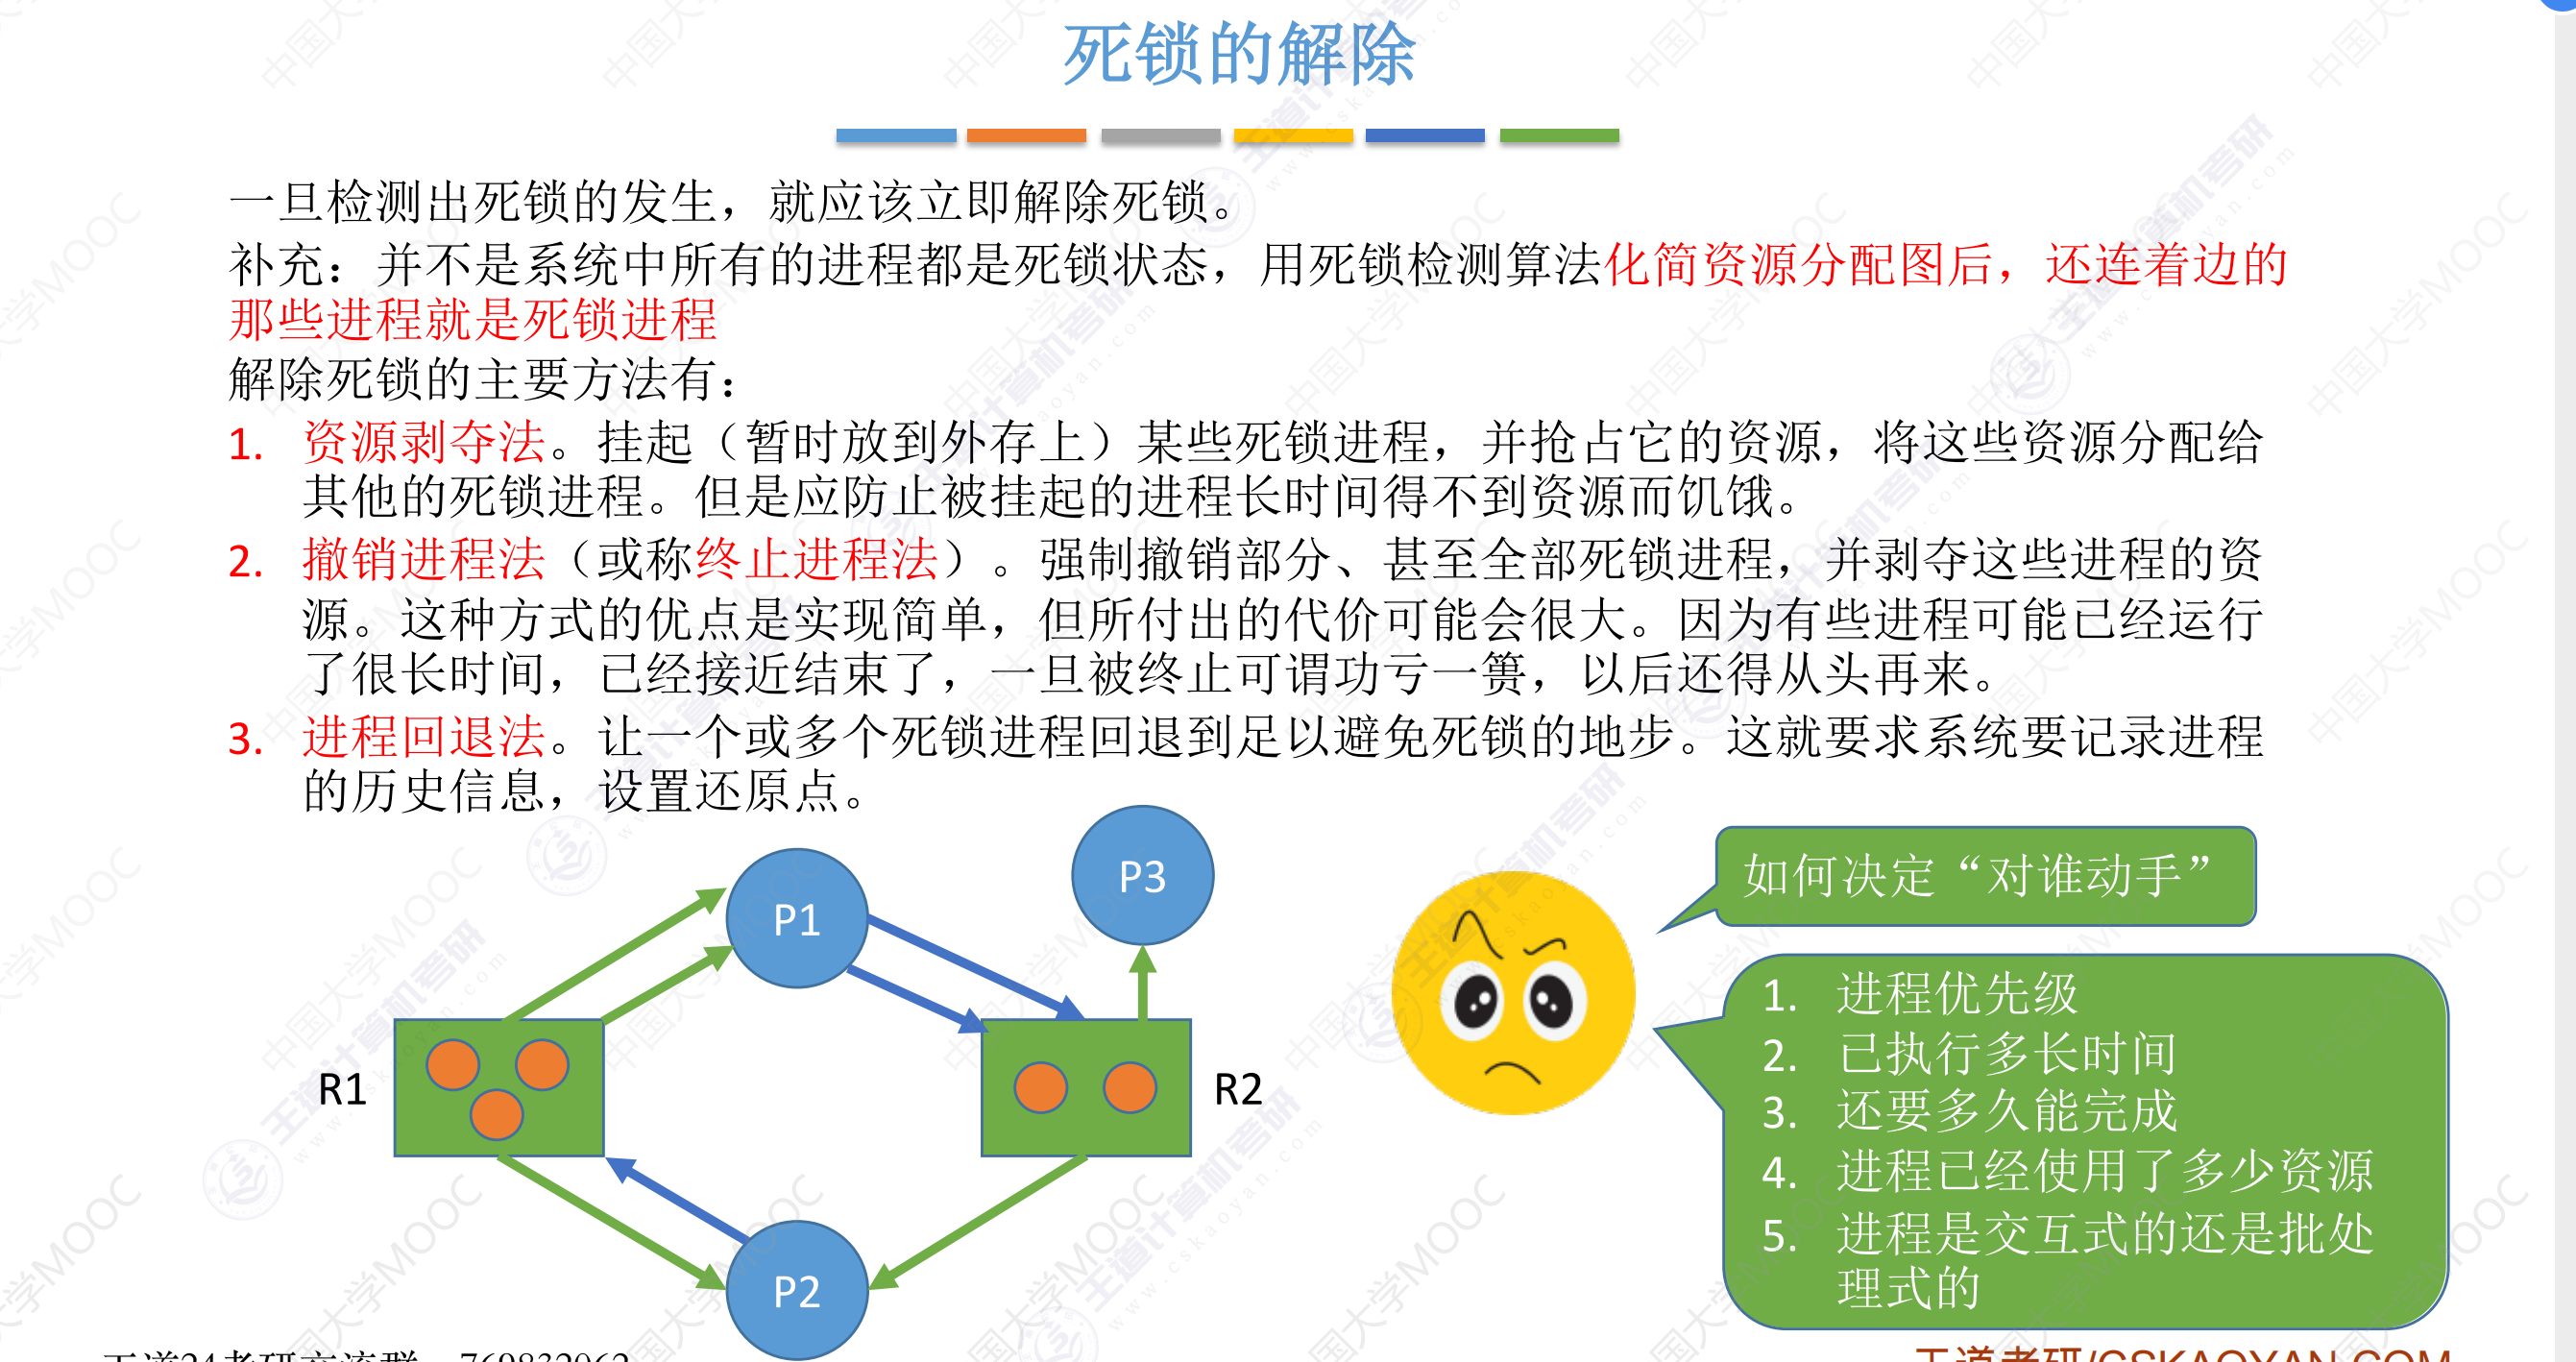 死锁的解除
一旦检测出死锁的发生，就应该立即解除死锁。
补充：并不是系统中所有的进程都是死锁状态，用死锁检测算法化简资源分配图后，还连着边的
那些进程就是死锁进程
解除死锁的主要方法有：
1. 资源剥夺法。挂起（暂时放到外存上）某些死锁进程，并抢占它的资源，将这些资源分配给
其他的死锁进程。但是应防止被挂起的进程长时间得不到资源而饥饿。
2. 撤销进程法（或称终止进程法）。强制撤销部分、甚至全部死锁进程，并剥夺这些进程的资
源。这种方式的优点是实现简单，但所付出的代价可能会很大。因为有些进程可能已经运行
了很长时间，已经接近结束了，一旦被终止可谓功亏一篑，以后还得从头再来。
3. 进程回退法。让一个或多个死锁进程回退到足以避免死锁的地步。这就要求系统要记录进程
的历史信息，设置还原点。
P1
P3
R1
R2
P2
如何决定“对谁动手”
1. 进程优先级
2. 已执行多长时间
3. 还要多久能完成
4. 进程已经使用了多少资源
5. 进程是交互式的还是批处
理式的
王道考研/CSKAOYAN.COM
中国大学MOOC
王道计算机考研
www.cskaoyan.com